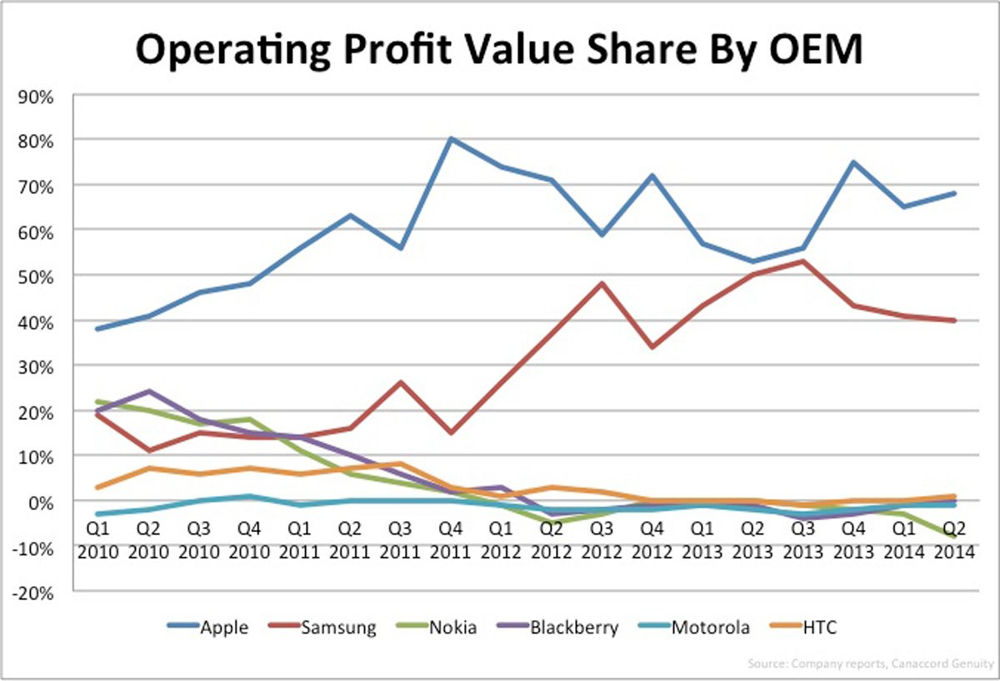 Operating Profit Value Share By OEM
90%
80%
70%
60%
50%
40%
30%
20%
10%
0%
-10%
-20%
Q1 Q2 Q3 Q4 Q1 Q2 Q3 Q4 Q1 Q2 Q3 Q4 Q1 Q2 Q3 Q4 Q1 Q2
2010 2010 2010 2010 2011 2011 2011 2011 2012 2012 2012 2012 2013 2013 2013 2013 2014 2014
Apple Samsung Nokia Blackberry Motorola HTC
Source: Company reports, Canaccord Genuity